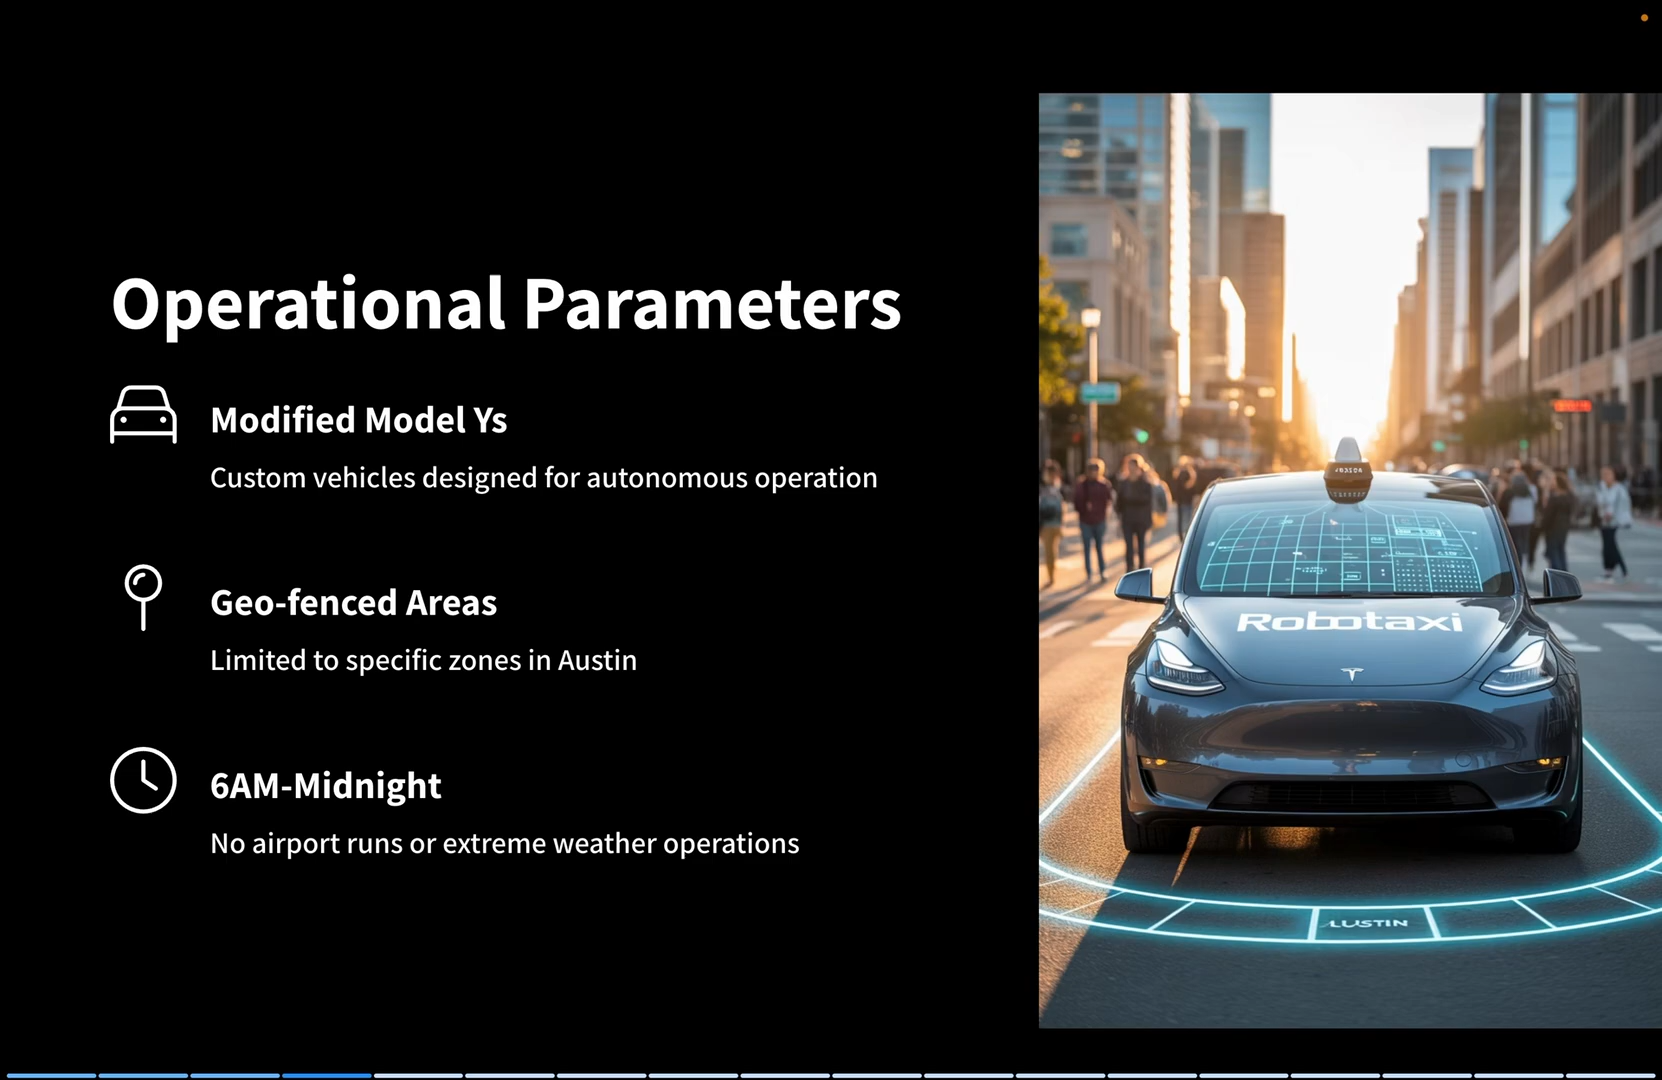 Operational Parameters
Modified Model Ys
Custom vehicles designed for autonomous operation
Geo-fenced Areas
Limited to specific zones in Austin
6AM-Midnight
No airport runs or extreme weather operations
Robotaxi